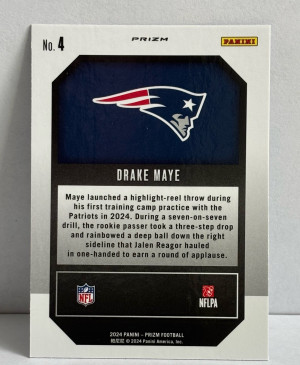 No. 4
PRIZM
PANINI
DRAKE MAYE
Maye launched a highlight-reel throw during
his first training camp practice with the
Patriots in 2024. During a seven-on-seven
drill, the rookie passer took a three-step drop
and rainbowed a deep ball down the right
sideline that Jalen Reagor hauled
in one-handed to earn a round of applause.
NFL
NFLPA
2024 PANINI - PRIZM FOOTBALL
© 2024 Panini America, Inc.